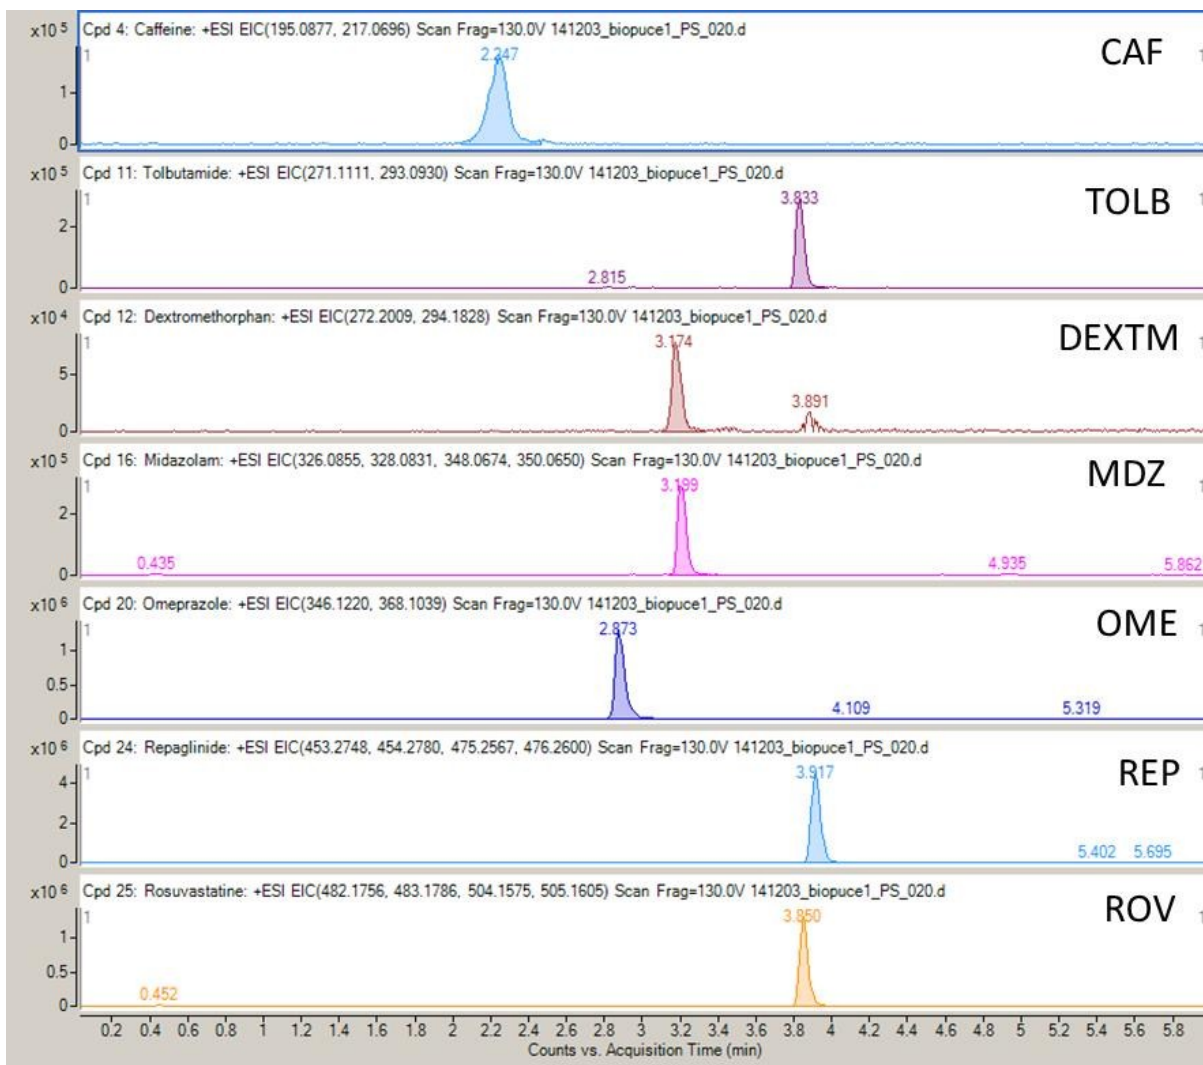 x10 5 Cpd 4: Caffeine: +ESI EIC(195.0877, 217.0696) Scan Frag=130.0V 141203_biopuce1_PS_020.d
1 2.247 CAF 1
1
0
x10 5 Cpd 11: Tolbutamide: +ESI EIC(271.1111, 293.0930) Scan Frag=130.0V 141203_biopuce1_PS_020.d
1 3.833 TOLB 1
2
2.815
0
x10 4 Cpd 12: Dextromethorphan: +ESI EIC(272.2009, 294.1828) Scan Frag=130.0V 141203_biopuce1_PS_020.d
1 3.174 DEXTM 1
5
3.891
0
x10 5 Cpd 16: Midazolam: +ESI EIC(326.0855, 328.0831, 348.0674, 350.0650) Scan Frag=130.0V 141203_biopuce1_PS_020.d
1 3.199 MDZ 1
2
0.435 4.935 5.862
0
x10 6 Cpd 20: Omeprazole: +ESI EIC(346.1220, 368.1039) Scan Frag=130.0V 141203_biopuce1_PS_020.d
1 2.873 OME 1
1
0.5
4.109 5.319
0
x10 6 Cpd 24: Repaglinide: +ESI EIC(453.2748, 454.2780, 475.2567, 476.2600) Scan Frag=130.0V 141203_biopuce1_PS_020.d
1 3.917 REP 1
4
2
5.402 5.695
0
x10 6 Cpd 25: Rosuvastatine: +ESI EIC(482.1756, 483.1786, 504.1575, 505.1605) Scan Frag=130.0V 141203_biopuce1_PS_020.d
1 3.850 ROV 1
1
0.5
0.452
0
0.2 0.4 0.6 0.8 1 1.2 1.4 1.6 1.8 2 2.2 2.4 2.6 2.8 3 3.2 3.4 3.6 3.8 4 4.2 4.4 4.6 4.8 5 5.2 5.4 5.6 5.8
Counts vs. Acquisition Time (min)